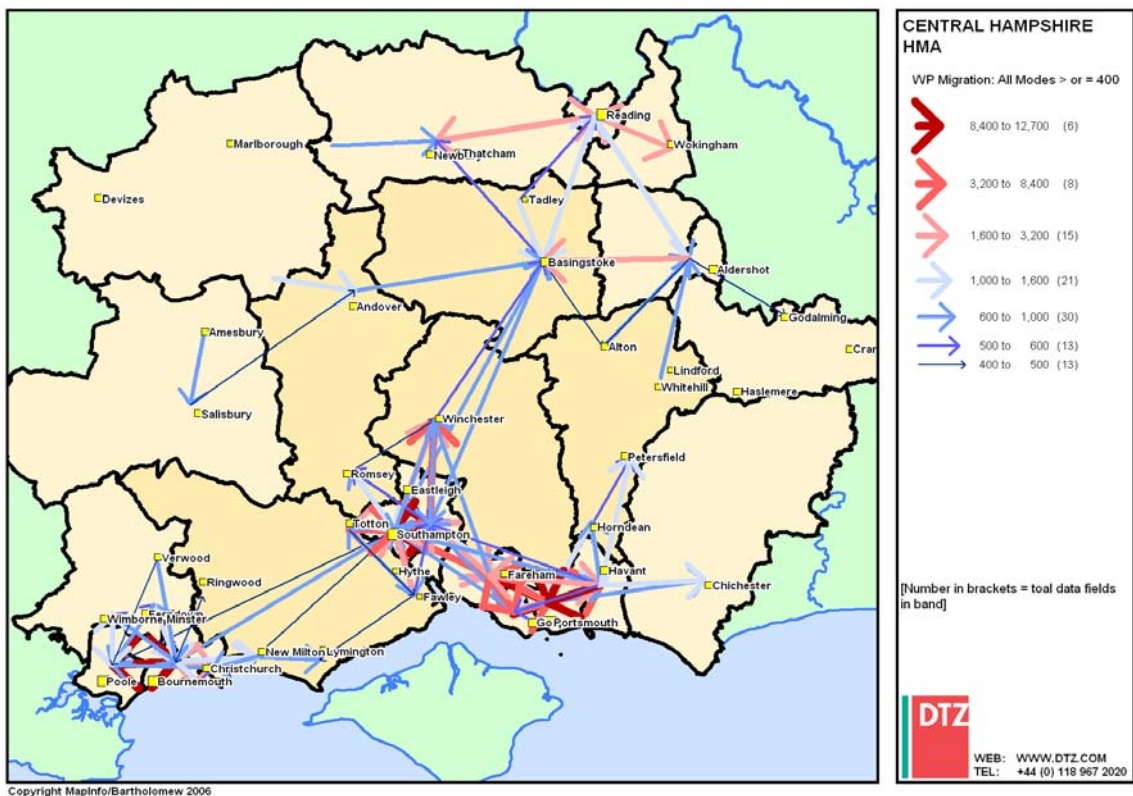 Reading
Marlborough
Thatcham
Wokingham
Devizes
Tadley
Basingstoke
Aldershot
Andover
Godalming
Amesbury
Alton
Cran
Lindford
Whitehill
Haslemere
Salisbury
Winchester
Petersfield
Romsey
Eastleigh
Totton
Southampton
Horndean
Verwood
Hythe
Fareham
Havant
Ringwood
Chichester
Fawley
Wimborne Minster
Portsmouth
New Milton
Lymington
Christchurch
Poole
Bournemouth
Copyright MapInfo/Bartholomew 2006
CENTRAL HAMPSHIRE
HMA
WP Migration: All Modes > or = 400
8,400 to 12,700 (6)
3,200 to 8,400 (8)
1,600 to 3,200 (15)
1,000 to 1,600 (21)
600 to 1,000 (30)
500 to 600 (13)
400 to 500 (13)
[Number in brackets = toal data fields
in band]
DTZ
WEB: WWW.DTZ.COM
TEL: +44 (0) 118 967 2020